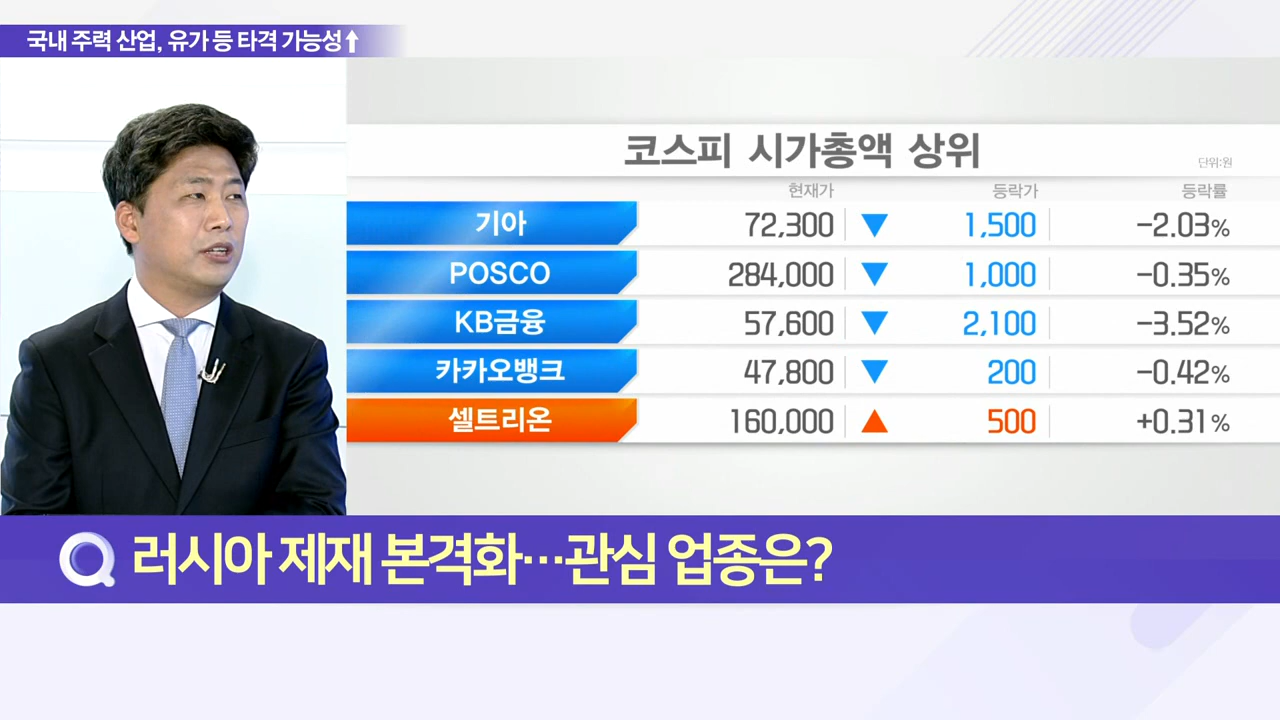 국내 주력 산업, 유가 등 타격 가능성↑
코스피 시가총액 상위
단위:원
현재가 등락가 등락률
기아 72,300 ▼ 1,500 -2.03%
POSCO 284,000 ▼ 1,000 -0.35%
KB금융 57,600 ▼ 2,100 -3.52%
카카오뱅크 47,800 ▼ 200 -0.42%
셀트리온 160,000 ▲ 500 +0.31%
Q 러시아 제재 본격화…관심 업종은?